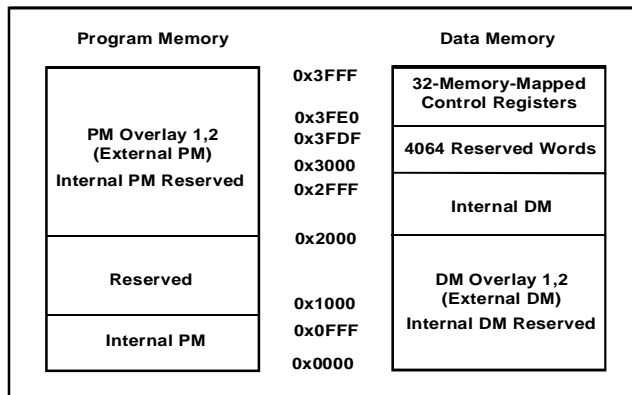 Program Memory
Data Memory
PM Overlay 1,2
(External PM)
Internal PM Reserved
Reserved
Internal PM
0x3FFF
0x3FE0
0x3FDF
0x3000
0x2FFF
0x2000
0x1000
0x0FFF
0x0000
32-Memory-Mapped
Control Registers
4064 Reserved Words
Internal DM
DM Overlay 1,2
(External DM)
Internal DM Reserved